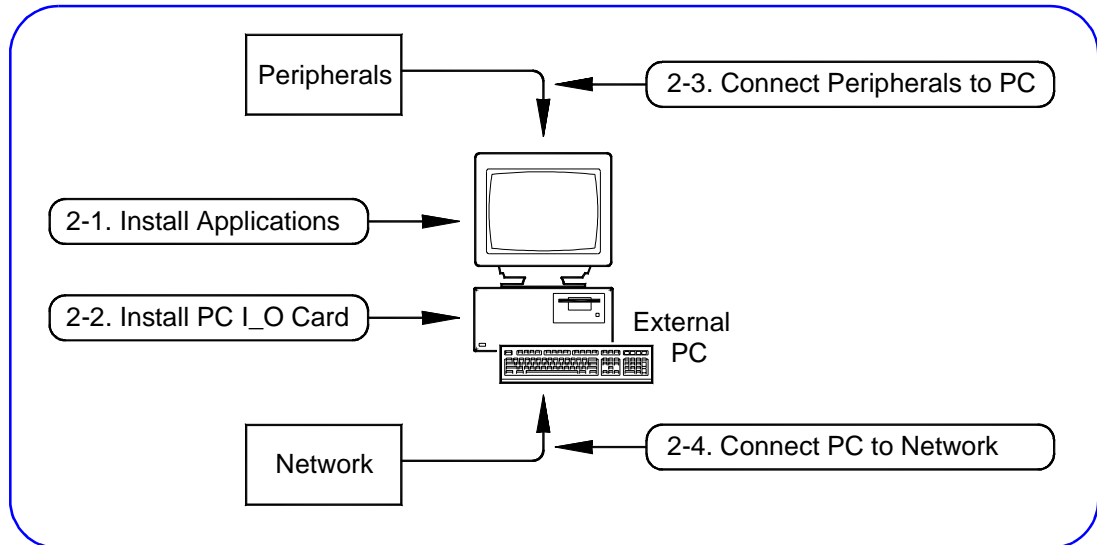 Peripherals
2-3. Connect Peripherals to PC
2-1. Install Applications
2-2. Install PC I_O Card
External
PC
Network
2-4. Connect PC to Network